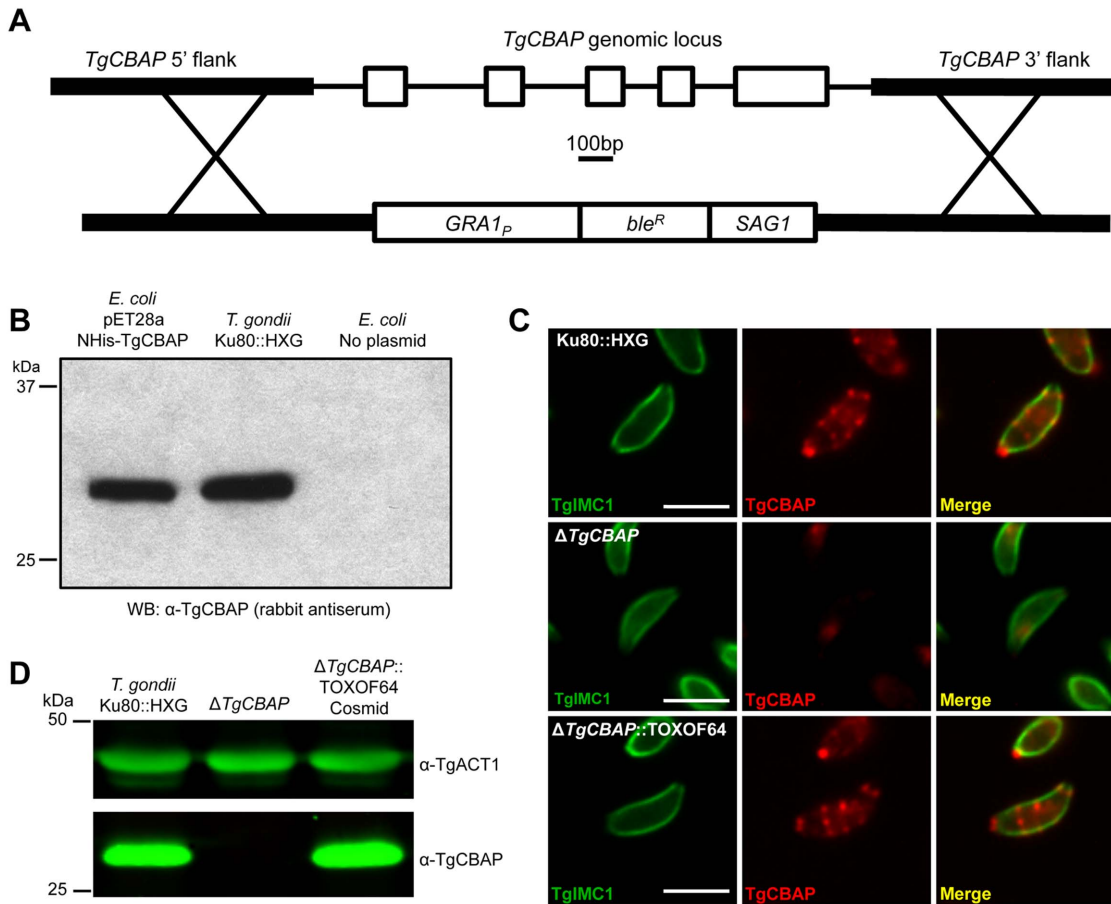 A
TgCBAP genomic locus
TgCBAP 5’ flank
TgCBAP 3’ flank
100bp
GRA1P
bleR
SAG1
B
E. coli
pET28a
NHis-TgCBAP
T. gondii
Ku80::HXG
E. coli
No plasmid
kDa
37
25
WB: α-TgCBAP (rabbit antiserum)
C
Ku80::HXG
TgIMC1
TgCBAP
Merge
ΔTgCBAP
TgIMC1
TgCBAP
Merge
ΔTgCBAP::TOXOF64
TgIMC1
TgCBAP
Merge
D
kDa
T. gondii
Ku80::HXG
ΔTgCBAP
ΔTgCBAP::
TOXOF64
Cosmid
50
α-TgACT1
α-TgCBAP
25